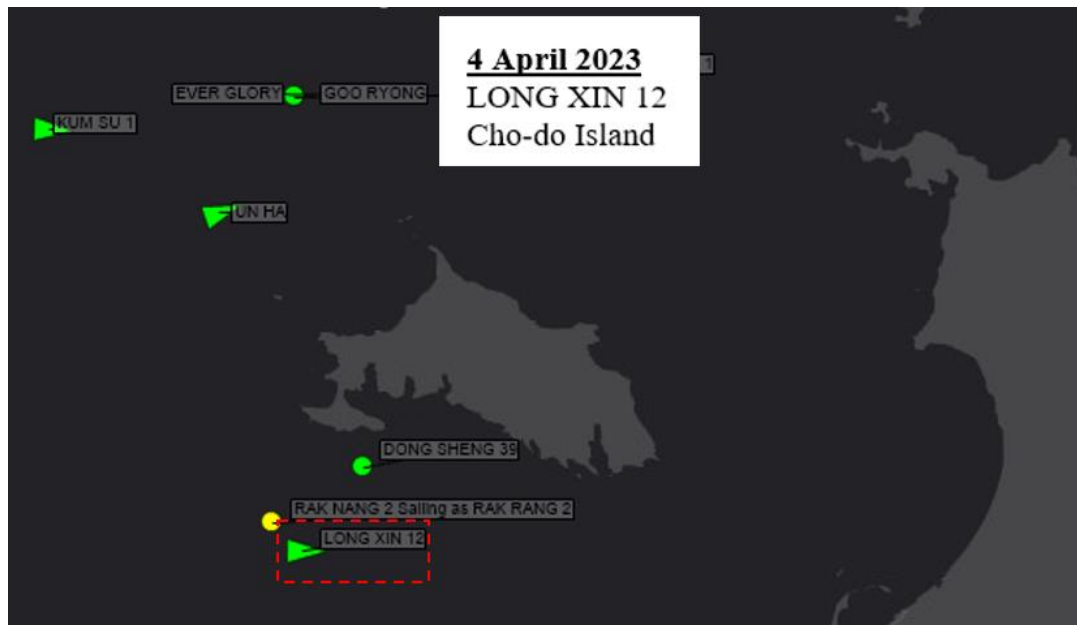 4 April 2023
LONG XIN 12
Cho-do Island
1
EVER GLORY
GOO RYONG
KUM SU 1
UN HA
DONG SHENG 39
RAK NANG 2 Sailing as RAK RANG 2
LONG XIN 12